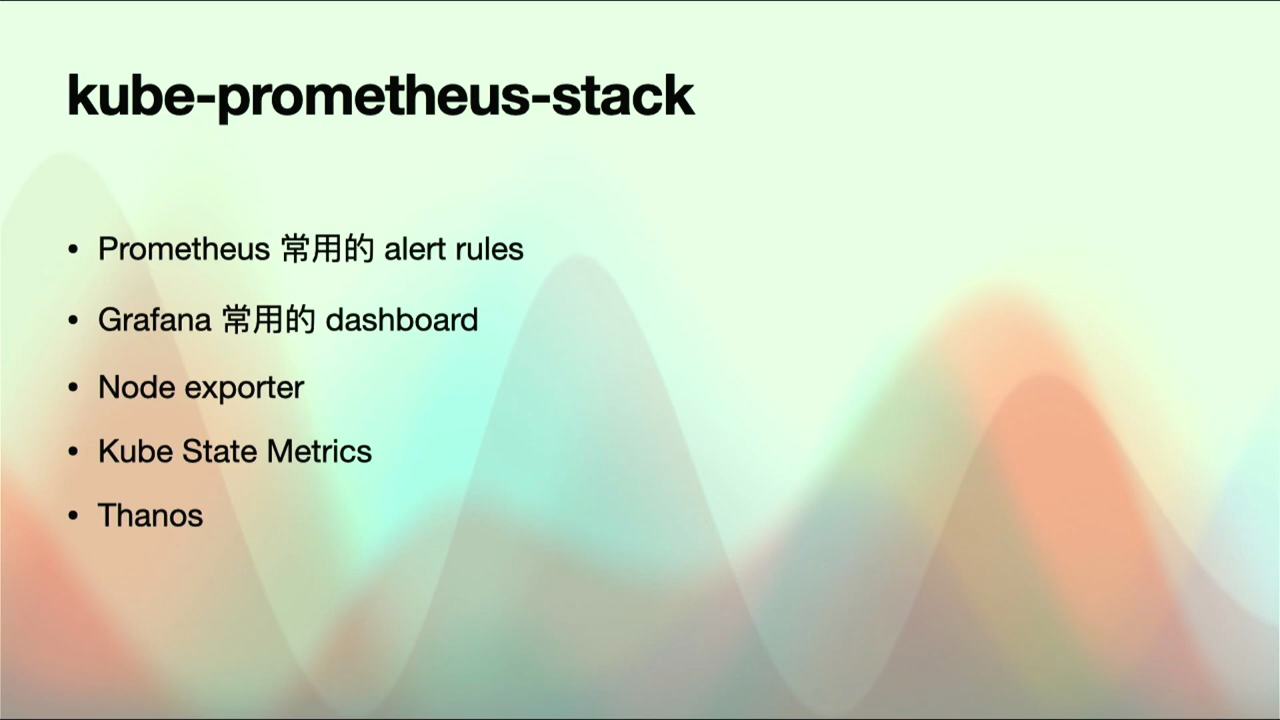 kube-prometheus-stack
• Prometheus 常用的 alert rules
• Grafana 常用的 dashboard
• Node exporter
• Kube State Metrics
• Thanos